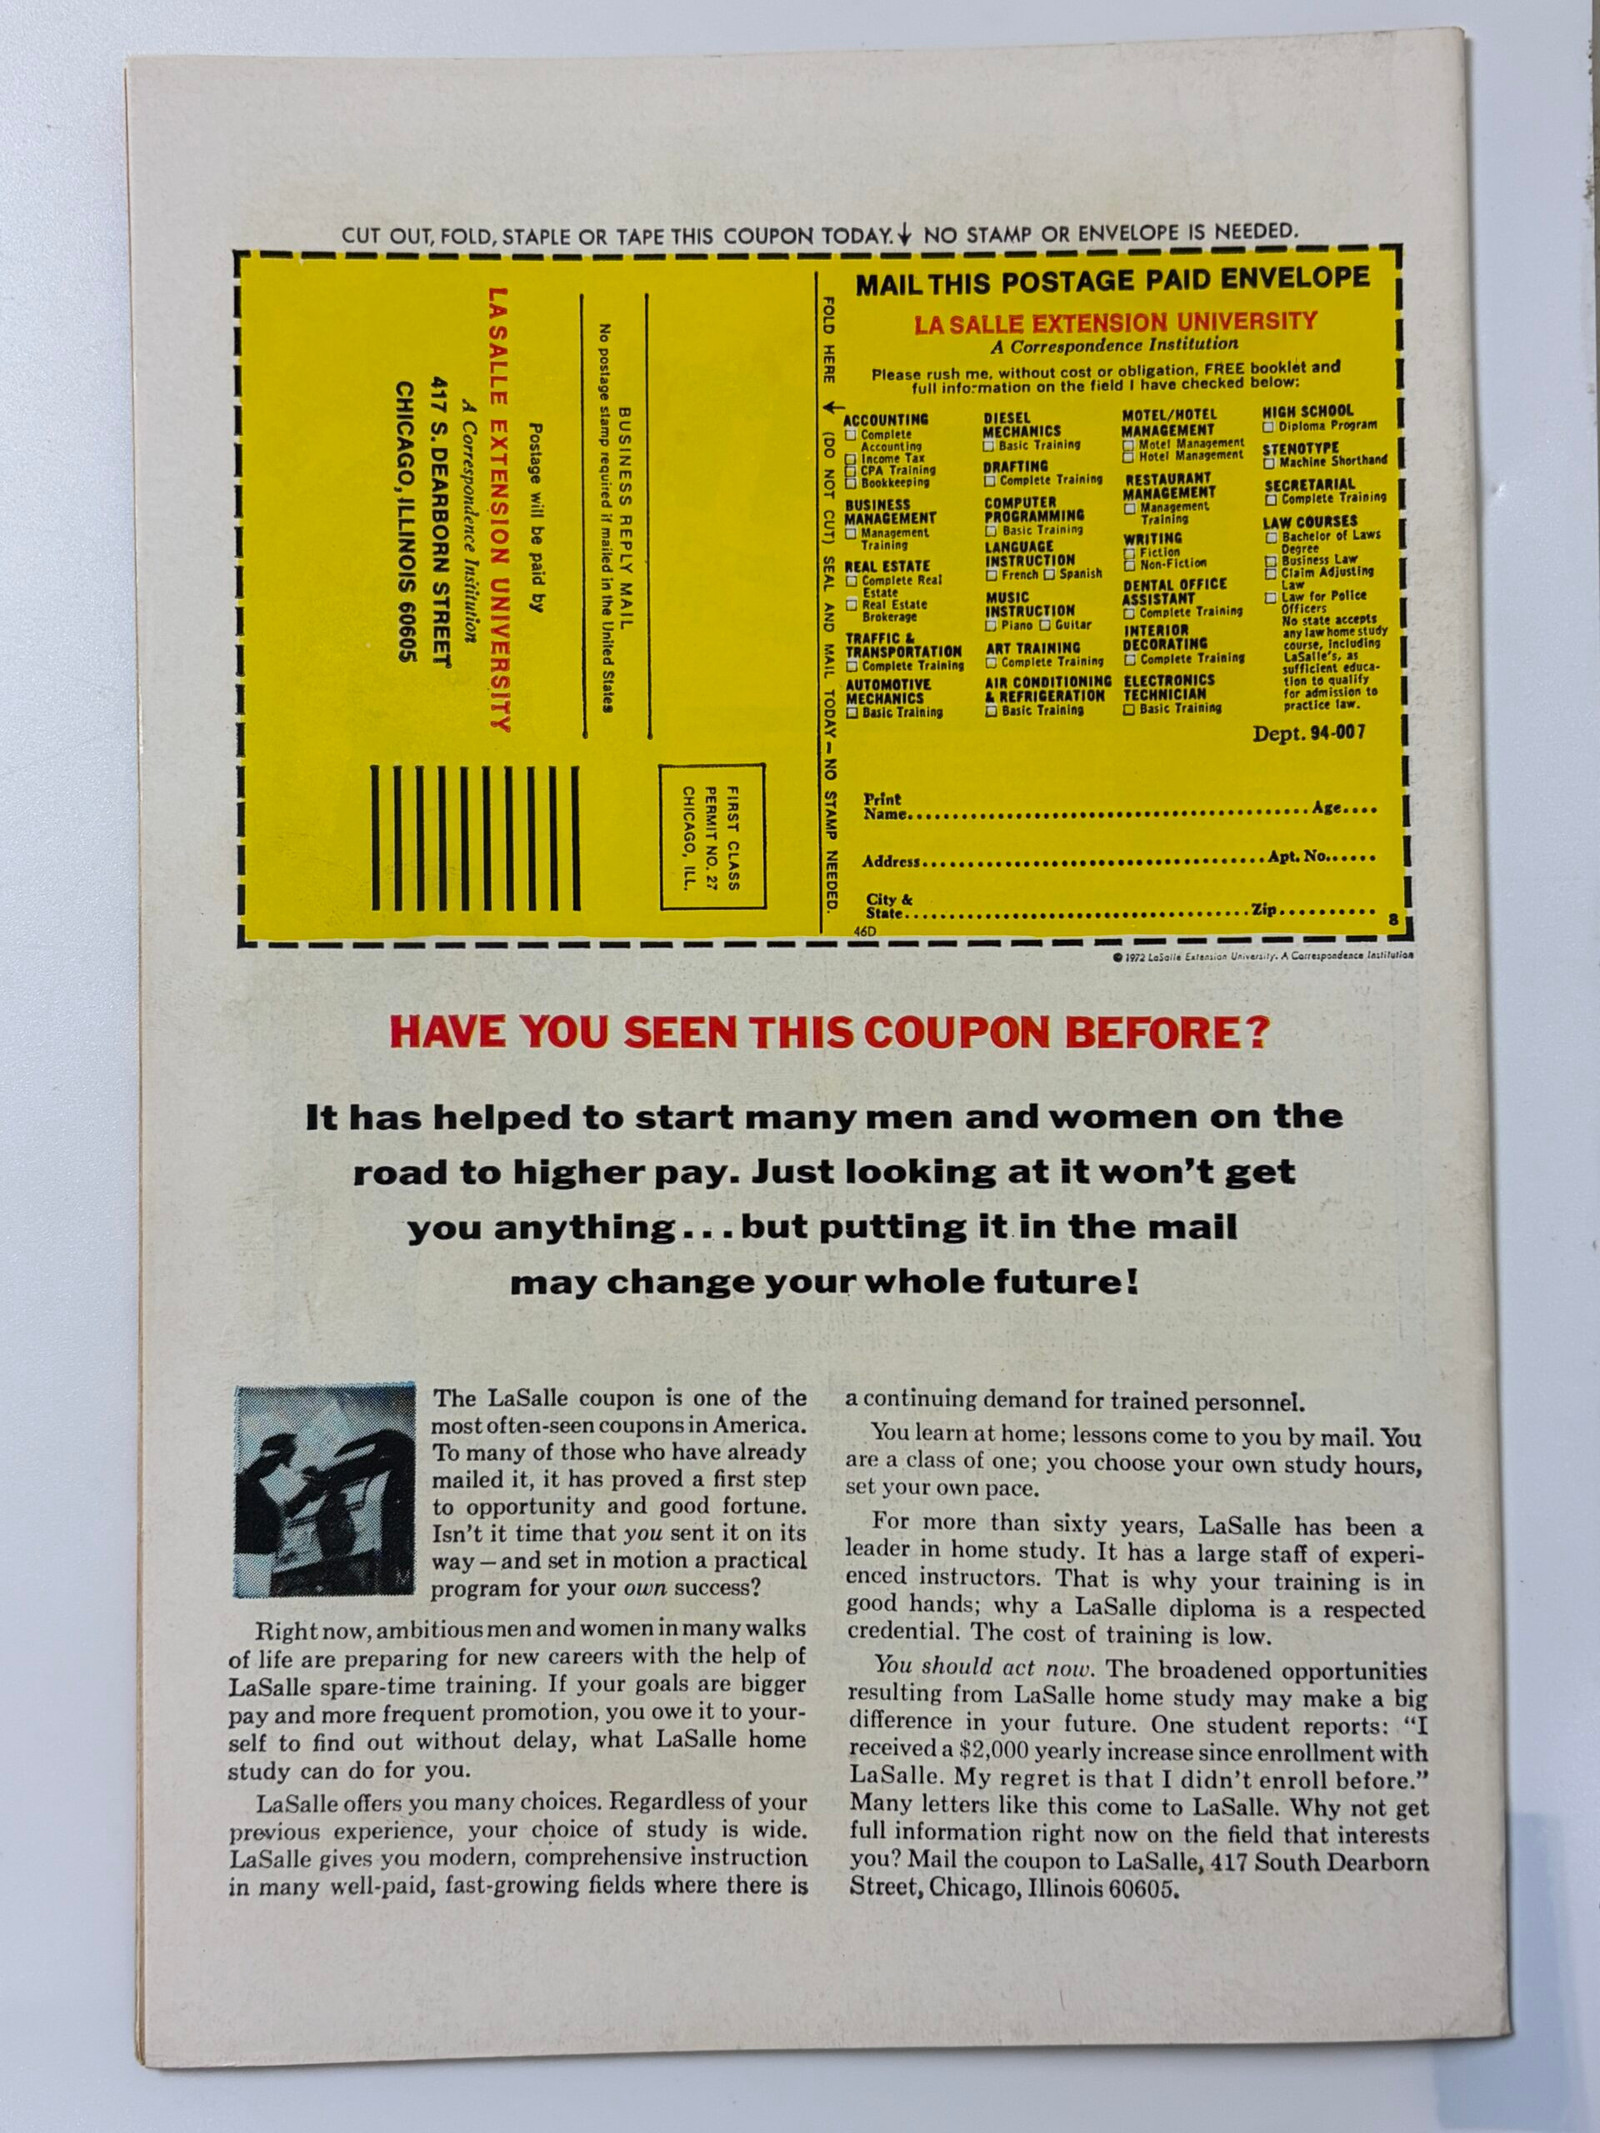 CUT OUT, FOLD, STAPLE OR TAPE THIS COUPON TODAY.↓ NO STAMP OR ENVELOPE IS NEEDED.
FIRST CLASS
PERMIT NO. 27
CHICAGO, ILL.
BUSINESS REPLY MAIL
No postage stamp required if mailed in the United States
Postage will be paid by
LA SALLE EXTENSION UNIVERSITY
A Correspondence Institution
417 S. DEARBORN STREET
CHICAGO, ILLINOIS 60605
FOLD HERE ↓ (DO NOT CUT) SEAL AND MAIL TODAY — NO STAMP NEEDED.
MAIL THIS POSTAGE PAID ENVELOPE
LA SALLE EXTENSION UNIVERSITY
A Correspondence Institution
Please rush me, without cost or obligation, FREE booklet and
full information on the field I have checked below:
ACCOUNTING
☐ Complete
Accounting
☐ Income Tax
☐ CPA Training
☐ Bookkeeping
BUSINESS
MANAGEMENT
☐ Management
Training
REAL ESTATE
☐ Complete Real
Estate
☐ Real Estate
Brokerage
TRAFFIC &
TRANSPORTATION
☐ Complete Training
AUTOMOTIVE
MECHANICS
☐ Basic Training
DIESEL
MECHANICS
☐ Basic Training
DRAFTING
☐ Complete Training
COMPUTER
PROGRAMMING
☐ Basic Training
LANGUAGE
INSTRUCTION
☐ French ☐ Spanish
MUSIC
INSTRUCTION
☐ Piano ☐ Guitar
ART TRAINING
☐ Complete Training
AIR CONDITIONING
& REFRIGERATION
☐ Basic Training
MOTEL/HOTEL
MANAGEMENT
☐ Motel Management
☐ Hotel Management
RESTAURANT
MANAGEMENT
☐ Management
Training
WRITING
☐ Fiction
☐ Non-Fiction
DENTAL OFFICE
ASSISTANT
☐ Complete Training
INTERIOR
DECORATING
☐ Complete Training
ELECTRONICS
TECHNICIAN
☐ Basic Training
HIGH SCHOOL
☐ Diploma Program
STENOTYPE
☐ Machine Shorthand
SECRETARIAL
☐ Complete Training
LAW COURSES
☐ Bachelor of Laws
Degree
☐ Business Law
☐ Claim Adjusting
Law
☐ Law for Police
Officers
No state accepts
any law home study
course, including
LaSalle's, as
sufficient educa-
tion to qualify
for admission to
practice law.
Dept. 94-007
Print
Name.......... Age....
Address.......... Apt. No......
City &
State.......... Zip..........
46D
8
© 1972 LaSalle Extension University. A Correspondence Institution
HAVE YOU SEEN THIS COUPON BEFORE?
It has helped to start many men and women on the
road to higher pay. Just looking at it won't get
you anything...but putting it in the mail
may change your whole future!
The LaSalle coupon is one of the
most often-seen coupons in America.
To many of those who have already
mailed it, it has proved a first step
to opportunity and good fortune.
Isn't it time that you sent it on its
way — and set in motion a practical
program for your own success?
Right now, ambitious men and women in many walks
of life are preparing for new careers with the help of
LaSalle spare-time training. If your goals are bigger
pay and more frequent promotion, you owe it to your-
self to find out without delay, what LaSalle home
study can do for you.
LaSalle offers you many choices. Regardless of your
previous experience, your choice of study is wide.
LaSalle gives you modern, comprehensive instruction
in many well-paid, fast-growing fields where there is
a continuing demand for trained personnel.
You learn at home; lessons come to you by mail. You
are a class of one; you choose your own study hours,
set your own pace.
For more than sixty years, LaSalle has been a
leader in home study. It has a large staff of experi-
enced instructors. That is why your training is in
good hands; why a LaSalle diploma is a respected
credential. The cost of training is low.
You should act now. The broadened opportunities
resulting from LaSalle home study may make a big
difference in your future. One student reports: “I
received a $2,000 yearly increase since enrollment with
LaSalle. My regret is that I didn't enroll before.”
Many letters like this come to LaSalle. Why not get
full information right now on the field that interests
you? Mail the coupon to LaSalle, 417 South Dearborn
Street, Chicago, Illinois 60605.